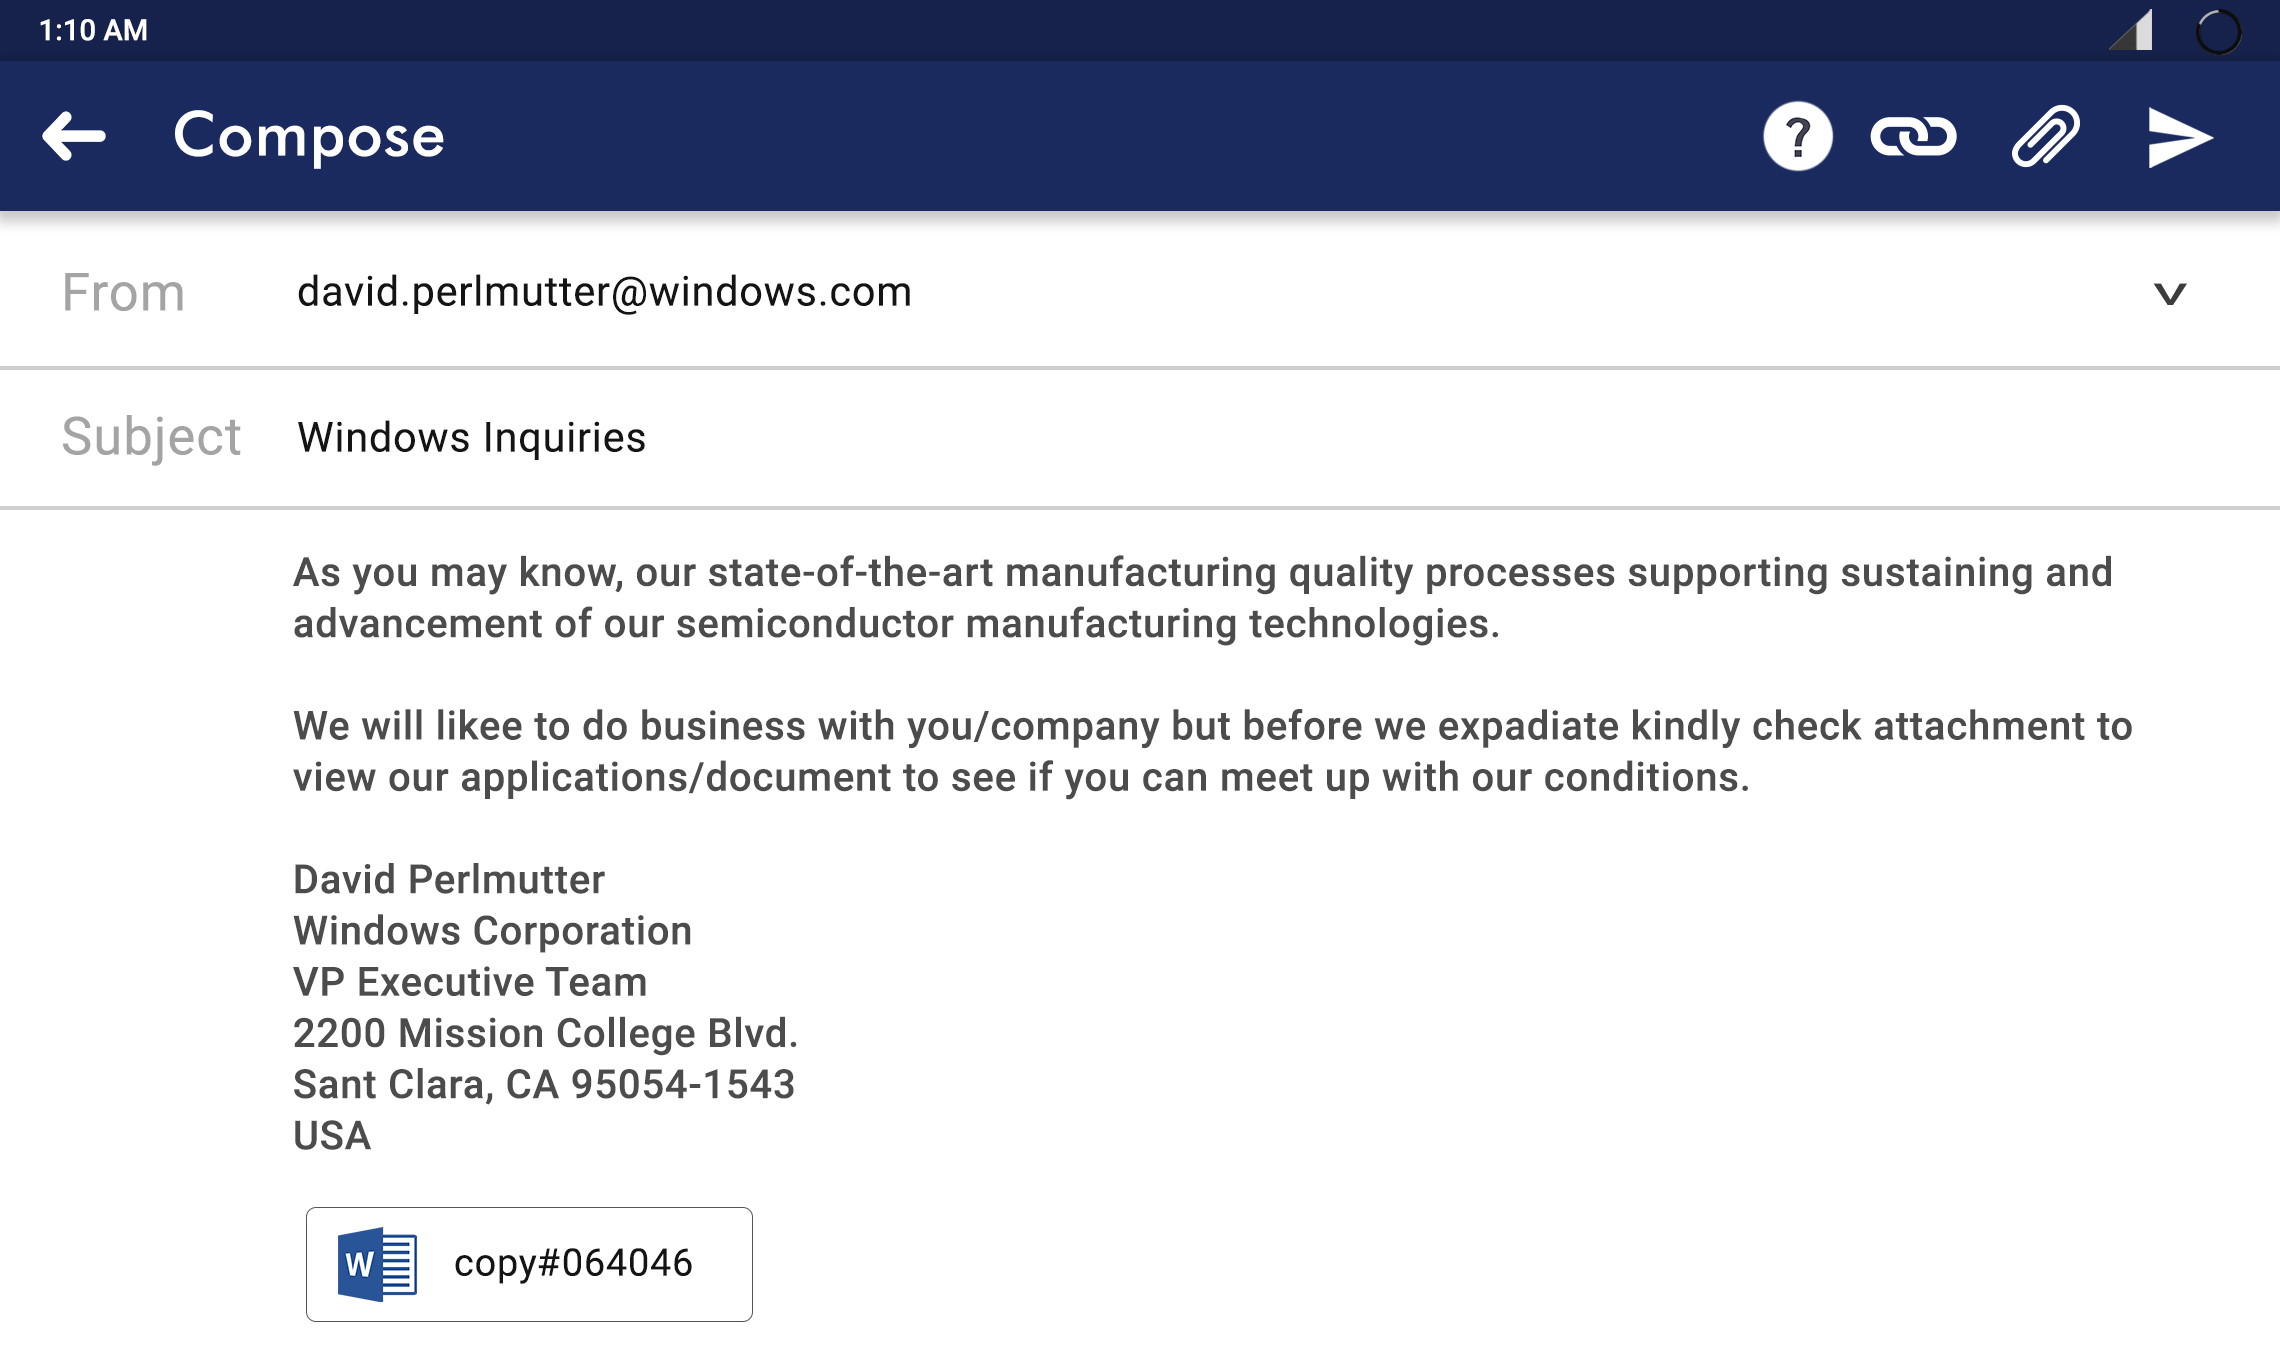 1:10 AM
Compose
?
From david.perlmutter@windows.com
Subject Windows Inquiries
As you may know, our state-of-the-art manufacturing quality processes supporting sustaining and
advancement of our semiconductor manufacturing technologies.
We will likee to do business with you/company but before we expadiate kindly check attachment to
view our applications/document to see if you can meet up with our conditions.
David Perlmutter
Windows Corporation
VP Executive Team
2200 Mission College Blvd.
Sant Clara, CA 95054-1543
USA
W copy#064046